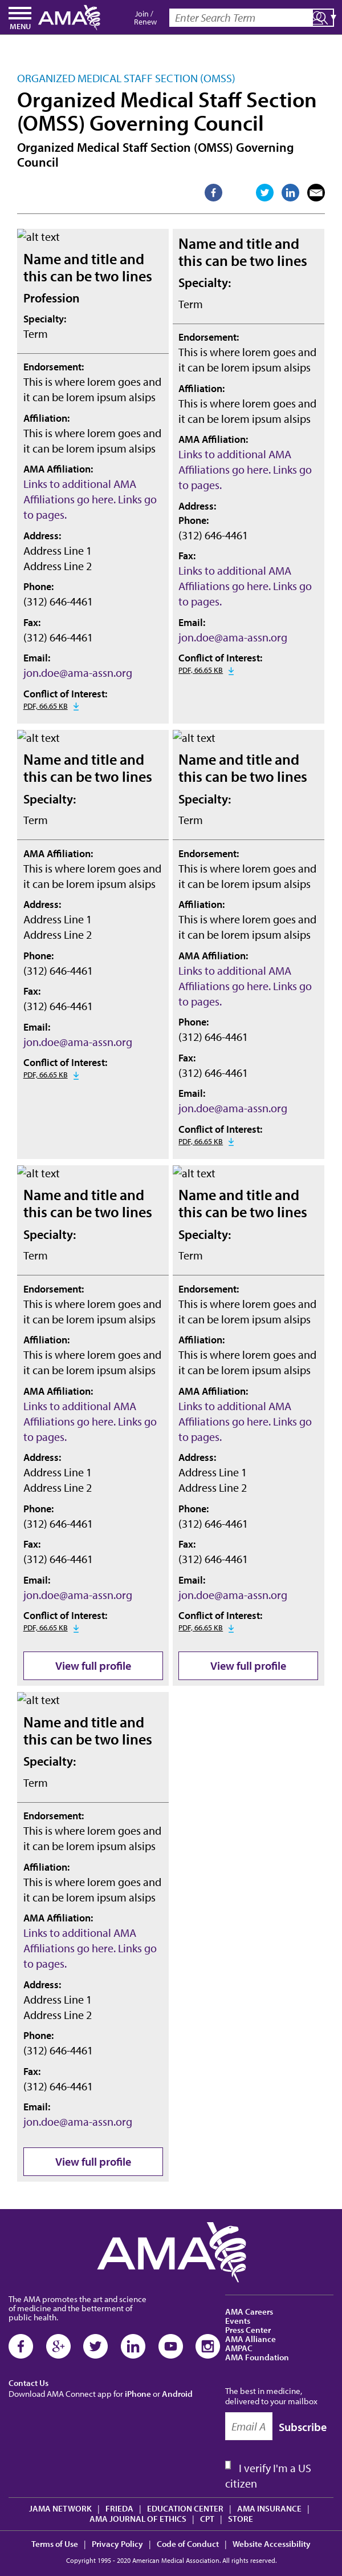 MENU
AMA
Join /
Renew
Enter Search Term
ORGANIZED MEDICAL STAFF SECTION (OMSS)
Organized Medical Staff Section
(OMSS) Governing Council
Organized Medical Staff Section (OMSS) Governing
Council
alt text
Name and title and
this can be two lines
Profession
Specialty:
Term
Endorsement:
This is where lorem goes and
it can be lorem ipsum alsips
Affiliation:
This is where lorem goes and
it can be lorem ipsum alsips
AMA Affiliation:
Links to additional AMA
Affiliations go here. Links go
to pages.
Address:
Address Line 1
Address Line 2
Phone:
(312) 646-4461
Fax:
(312) 646-4461
Email:
jon.doe@ama-assn.org
Conflict of Interest:
PDF, 66.65 KB
Name and title and
this can be two lines
Specialty:
Term
Endorsement:
This is where lorem goes and
it can be lorem ipsum alsips
Affiliation:
This is where lorem goes and
it can be lorem ipsum alsips
AMA Affiliation:
Links to additional AMA
Affiliations go here. Links go
to pages.
Address:
Phone:
(312) 646-4461
Fax:
Links to additional AMA
Affiliations go here. Links go
to pages.
Email:
jon.doe@ama-assn.org
Conflict of Interest:
PDF, 66.65 KB
alt text
Name and title and
this can be two lines
Specialty:
Term
AMA Affiliation:
This is where lorem goes and
it can be lorem ipsum alsips
Address:
Address Line 1
Address Line 2
Phone:
(312) 646-4461
Fax:
(312) 646-4461
Email:
jon.doe@ama-assn.org
Conflict of Interest:
PDF, 66.65 KB
alt text
Name and title and
this can be two lines
Specialty:
Term
Endorsement:
This is where lorem goes and
it can be lorem ipsum alsips
Affiliation:
This is where lorem goes and
it can be lorem ipsum alsips
AMA Affiliation:
Links to additional AMA
Affiliations go here. Links go
to pages.
Phone:
(312) 646-4461
Fax:
(312) 646-4461
Email:
jon.doe@ama-assn.org
Conflict of Interest:
PDF, 66.65 KB
alt text
Name and title and
this can be two lines
Specialty:
Term
Endorsement:
This is where lorem goes and
it can be lorem ipsum alsips
Affiliation:
This is where lorem goes and
it can be lorem ipsum alsips
AMA Affiliation:
Links to additional AMA
Affiliations go here. Links go
to pages.
Address:
Address Line 1
Address Line 2
Phone:
(312) 646-4461
Fax:
(312) 646-4461
Email:
jon.doe@ama-assn.org
Conflict of Interest:
PDF, 66.65 KB
View full profile
alt text
Name and title and
this can be two lines
Specialty:
Term
Endorsement:
This is where lorem goes and
it can be lorem ipsum alsips
Affiliation:
This is where lorem goes and
it can be lorem ipsum alsips
AMA Affiliation:
Links to additional AMA
Affiliations go here. Links go
to pages.
Address:
Address Line 1
Address Line 2
Phone:
(312) 646-4461
Fax:
(312) 646-4461
Email:
jon.doe@ama-assn.org
Conflict of Interest:
PDF, 66.65 KB
View full profile
alt text
Name and title and
this can be two lines
Specialty:
Term
Endorsement:
This is where lorem goes and
it can be lorem ipsum alsips
Affiliation:
This is where lorem goes and
it can be lorem ipsum alsips
AMA Affiliation:
Links to additional AMA
Affiliations go here. Links go
to pages.
Address:
Address Line 1
Address Line 2
Phone:
(312) 646-4461
Fax:
(312) 646-4461
Email:
jon.doe@ama-assn.org
View full profile
AMA
The AMA promotes the art and science
of medicine and the betterment of
public health.
Contact Us
Download AMA Connect app for iPhone or Android
AMA Careers
Events
Press Center
AMA Alliance
AMPAC
AMA Foundation
The best in medicine,
delivered to your mailbox
Email A
Subscribe
I verify I'm a US
citizen
JAMA NETWORK | FRIEDA | EDUCATION CENTER | AMA INSURANCE |
AMA JOURNAL OF ETHICS | CPT | STORE
Terms of Use | Privacy Policy | Code of Conduct | Website Accessibility
Copyright 1995 - 2020 American Medical Association. All rights reserved.